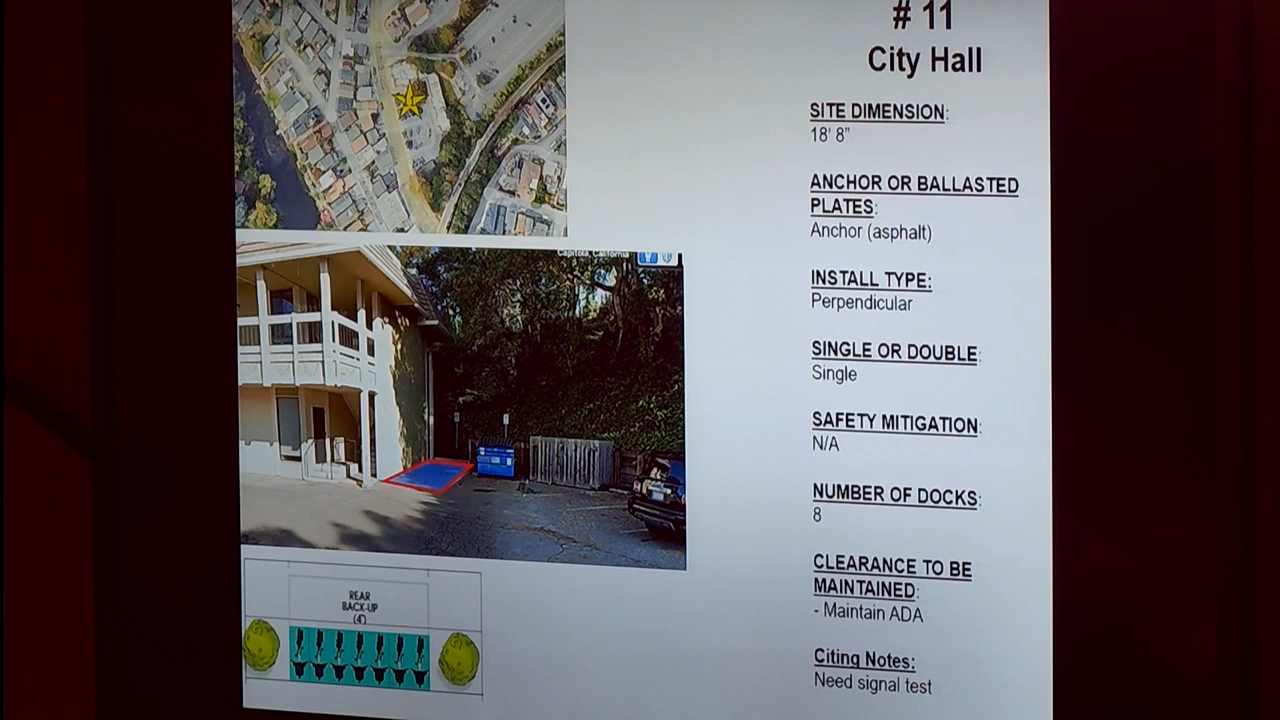 # 11
City Hall
SITE DIMENSION:
18' 8"
ANCHOR OR BALLASTED
PLATES:
Anchor (asphalt)
INSTALL TYPE:
Perpendicular
SINGLE OR DOUBLE:
Single
SAFETY MITIGATION:
N/A
NUMBER OF DOCKS:
8
CLEARANCE TO BE
MAINTAINED:
- Maintain ADA
Citing Notes:
Need signal test
Capitola, California
REAR
BACK-UP
(4')